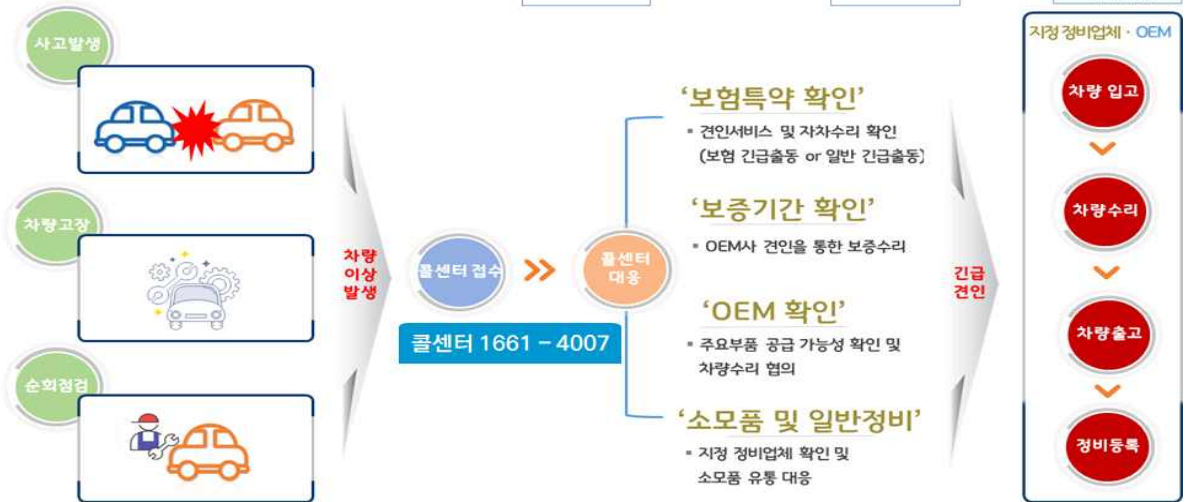 사고발생
차량고장
순회점검
차량
이상
발생
콜센터 접수
콜센터 1661 – 4007
콜센터
대응
‘보험특약 확인’
▪ 견인서비스 및 자차수리 확인
(보험 긴급출동 or 일반 긴급출동)
‘보증기간 확인’
▪ OEM사 견인을 통한 보증수리
‘OEM 확인’
▪ 주요부품 공급 가능성 확인 및
차량수리 협의
‘소모품 및 일반정비’
▪ 지정 정비업체 확인 및
소모품 유통 대응
긴급
견인
지정 정비업체 · OEM
차량 입고
차량수리
차량출고
정비등록